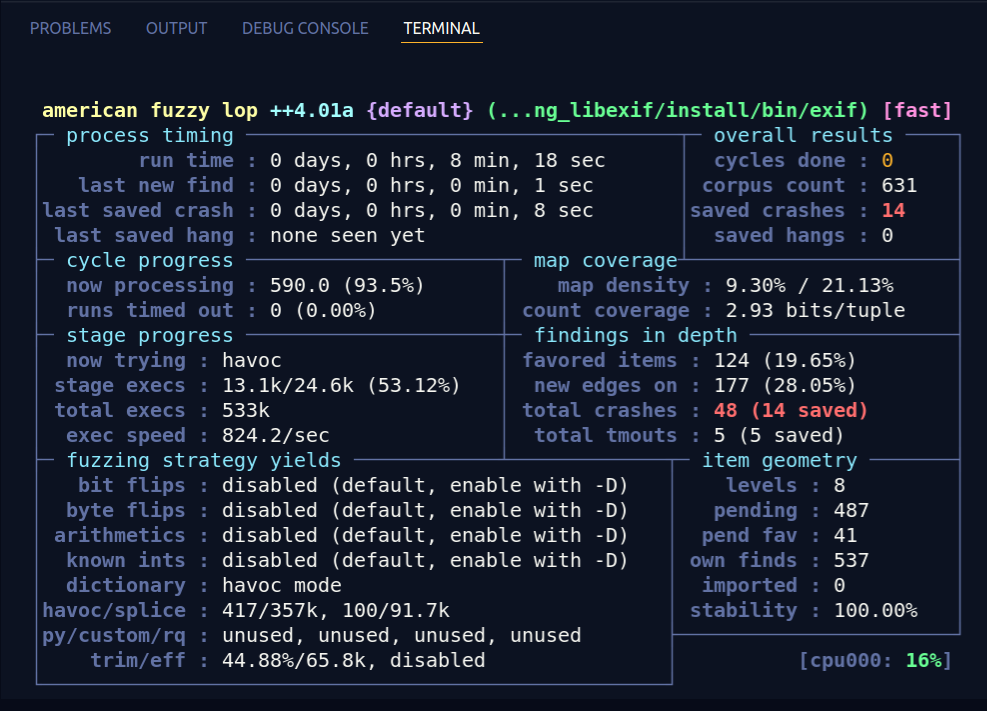 PROBLEMS OUTPUT DEBUG CONSOLE TERMINAL
american fuzzy lop ++4.01a {default} (...ng_libexif/install/bin/exif) [fast]
process timing overall results
run time : 0 days, 0 hrs, 8 min, 18 sec cycles done : 0
last new find : 0 days, 0 hrs, 0 min, 1 sec corpus count : 631
last saved crash : 0 days, 0 hrs, 0 min, 8 sec saved crashes : 14
last saved hang : none seen yet saved hangs : 0
cycle progress map coverage
now processing : 590.0 (93.5%) map density : 9.30% / 21.13%
runs timed out : 0 (0.00%) count coverage : 2.93 bits/tuple
stage progress findings in depth
now trying : havoc favored items : 124 (19.65%)
stage execs : 13.1k/24.6k (53.12%) new edges on : 177 (28.05%)
total execs : 533k total crashes : 48 (14 saved)
exec speed : 824.2/sec total tmouts : 5 (5 saved)
fuzzing strategy yields item geometry
bit flips : disabled (default, enable with -D) levels : 8
byte flips : disabled (default, enable with -D) pending : 487
arithmetics : disabled (default, enable with -D) pend fav : 41
known ints : disabled (default, enable with -D) own finds : 537
dictionary : havoc mode imported : 0
havoc/splice : 417/357k, 100/91.7k stability : 100.00%
py/custom/rq : unused, unused, unused, unused
trim/eff : 44.88%/65.8k, disabled [cpu000: 16%]